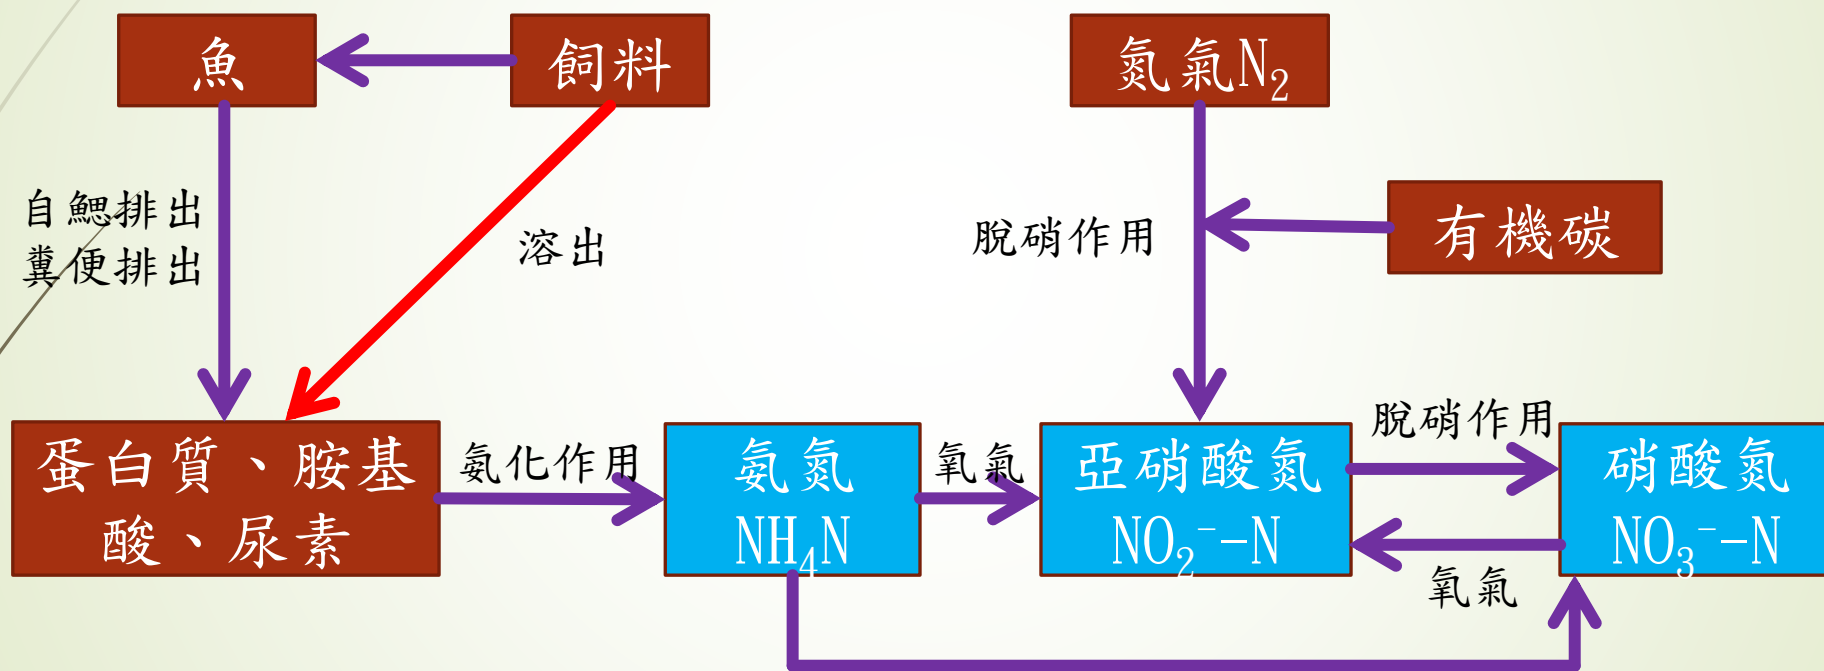 魚
飼料
氮氣N₂
自鰓排出
糞便排出
溶出
脫硝作用
有機碳
蛋白質、胺基
酸、尿素
氨化作用
氨氮
NH₄N
氧氣
亞硝酸氮
NO₂⁻–N
脫硝作用
硝酸氮
NO₃⁻–N
氧氣